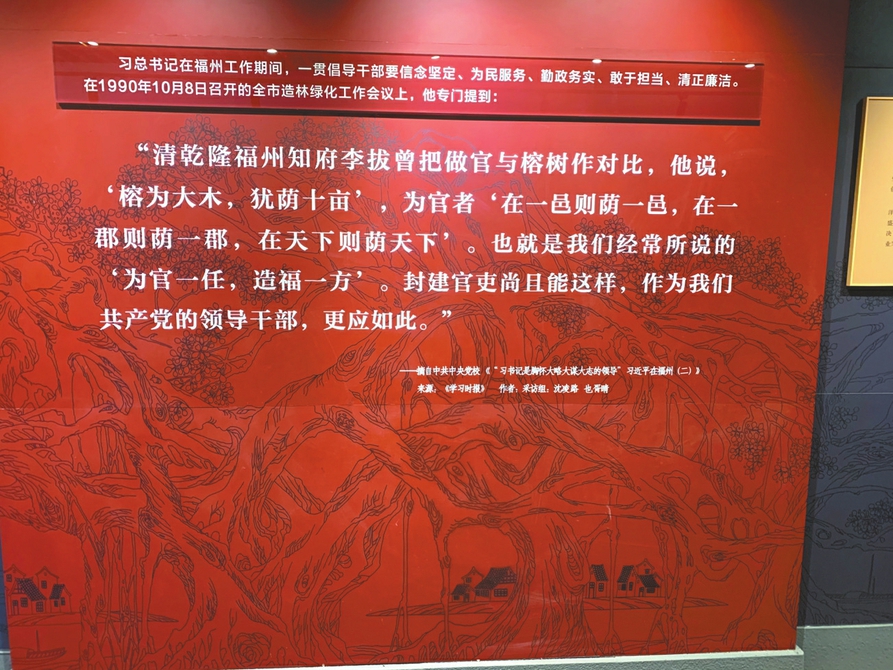 习总书记在福州工作期间，一贯倡导干部要信念坚定、为民服务、勤政务实、敢于担当、清正廉洁。
在1990年10月8日召开的全市造林绿化工作会议上，他专门提到：
“清乾隆福州知府李拔曾把做官与榕树作对比，他说，
‘榕为大木，犹荫十亩’，为官者‘在一邑则荫一邑，在一
郡则荫一郡，在天下则荫天下’。也就是我们经常所说的
‘为官一任，造福一方’。封建官吏尚且能这样，作为我们
共产党的领导干部，更应如此。”
——摘自中共中央党校《“习书记是胸怀大略大谋大志的领导”习近平在福州（二）》
来源：《学习时报》 作者：采访组：沈凌 路 也 胥晴